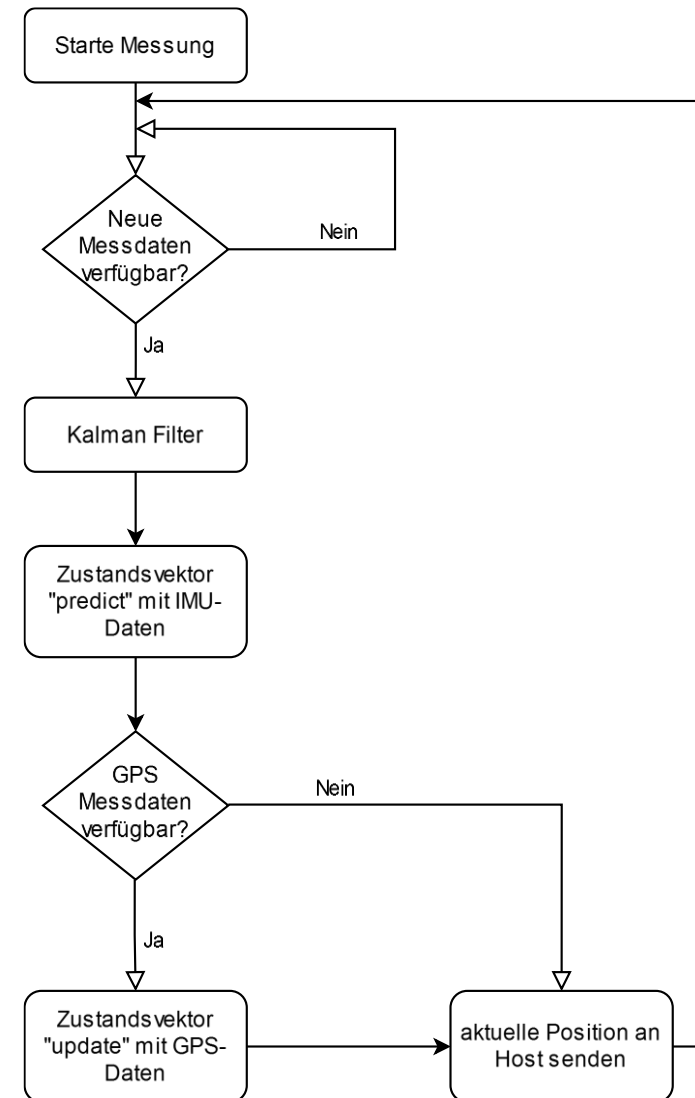 Starte Messung
Neue
Messdaten
verfügbar?
Nein
Ja
Kalman Filter
Zustandsvektor
"predict" mit IMU-
Daten
GPS
Messdaten
verfügbar?
Nein
Ja
Zustandsvektor
"update" mit GPS-
Daten
aktuelle Position an
Host senden